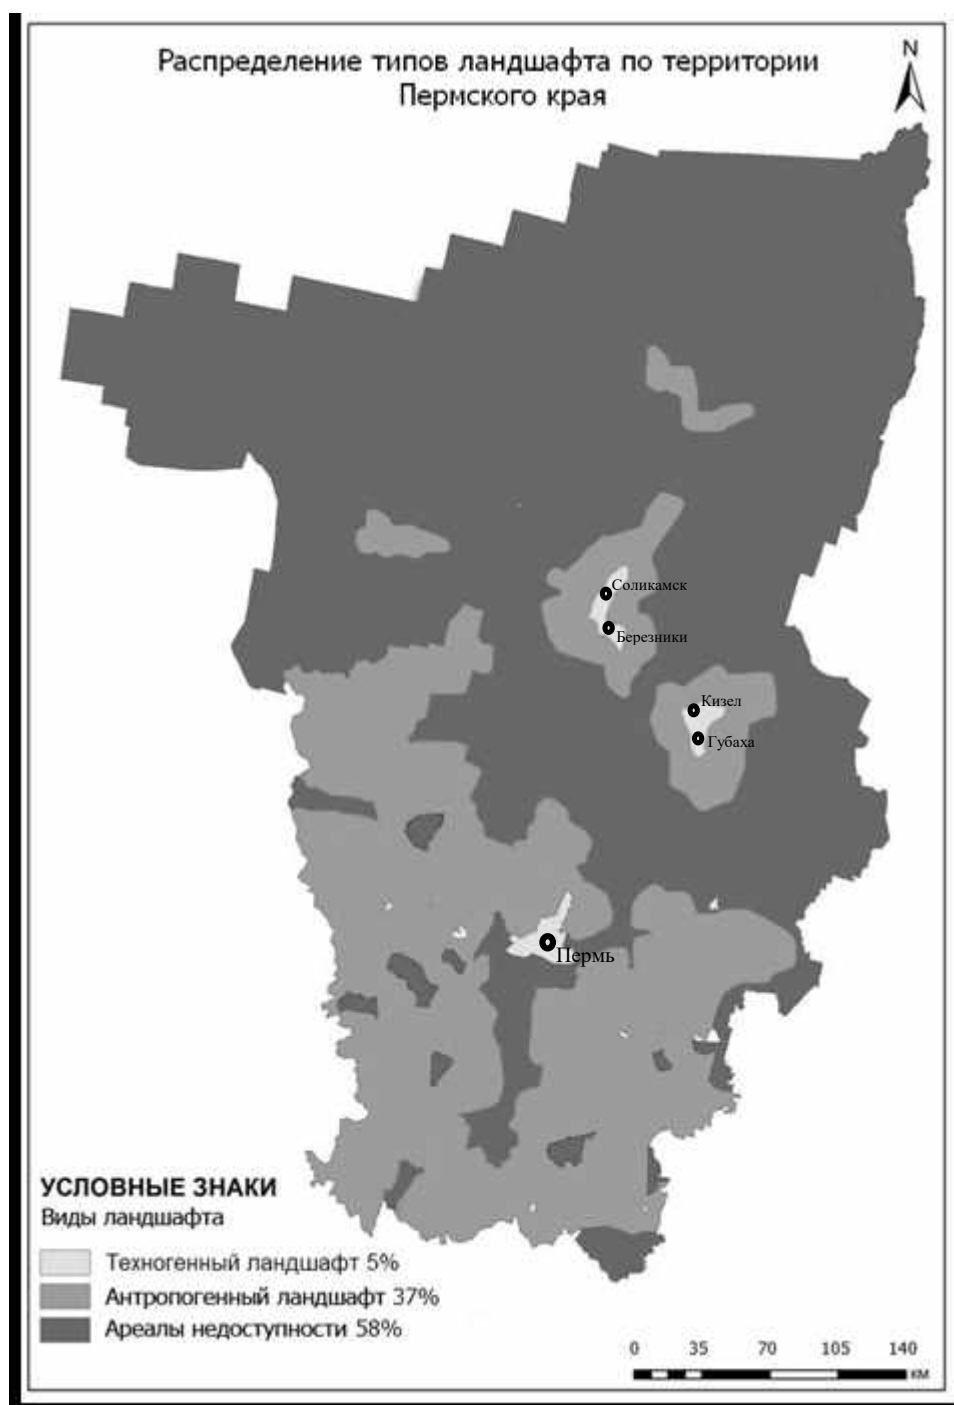 Распределение типов ландшафта по территории
Пермского края
N
Соликамск
Березники
Кизел
Губаха
Пермь
УСЛОВНЫЕ ЗНАКИ
Виды ландшафта
Техногенный ландшафт 5%
Антропогенный ландшафт 37%
Ареалы недоступности 58%
0 35 70 105 140
км